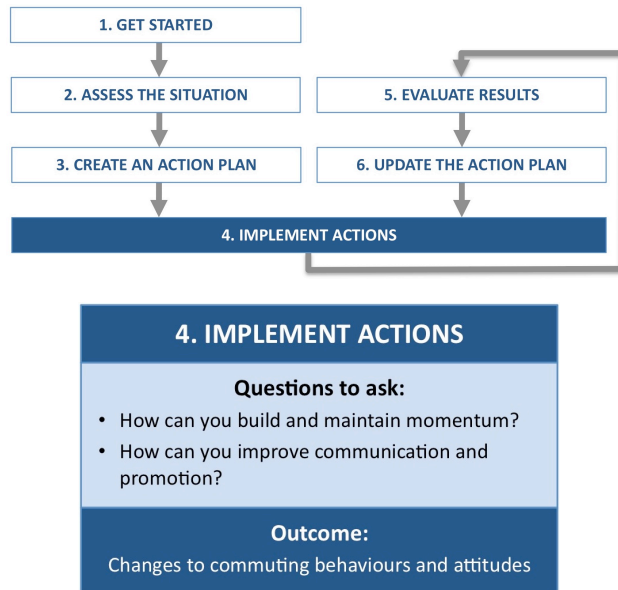 1. GET STARTED
2. ASSESS THE SITUATION
5. EVALUATE RESULTS
3. CREATE AN ACTION PLAN
6. UPDATE THE ACTION PLAN
4. IMPLEMENT ACTIONS
4. IMPLEMENT ACTIONS
Questions to ask:
• How can you build and maintain momentum?
• How can you improve communication and
promotion?
Outcome:
Changes to commuting behaviours and attitudes